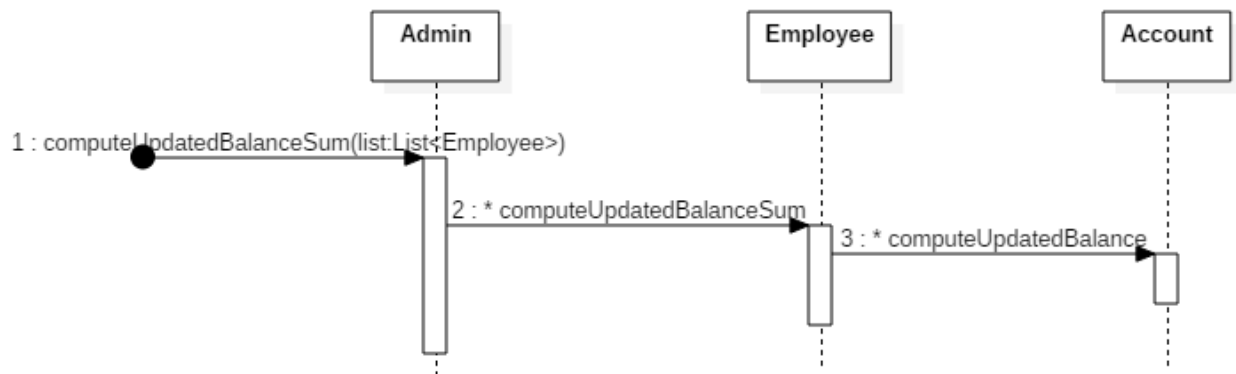 Admin
Employee
Account
1 : computeUpdatedBalanceSum(list:List<Employee>)
2 : * computeUpdatedBalanceSum
3 : * computeUpdatedBalance